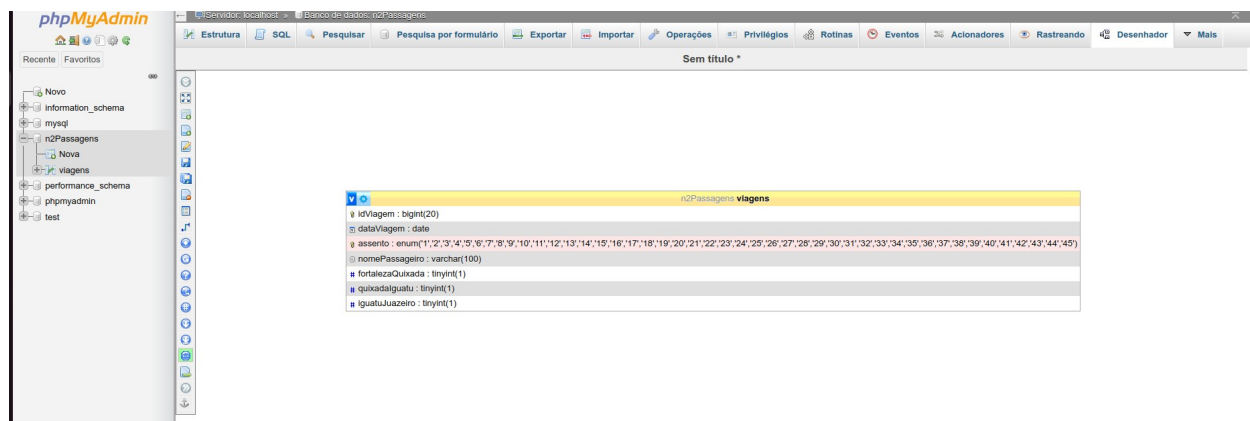 phpMyAdmin
Servidor: localhost » Banco de dados: n2Passagens
Estrutura SQL Pesquisar Pesquisa por formulário Exportar Importar Operações Privilégios Rotinas Eventos Acionadores Rastreando Desenhador Mais
Recente Favoritos
Sem título *
Novo
information_schema
mysql
n2Passagens
Nova
viagens
performance_schema
phpmyadmin
test
v n2Passagens viagens
idViagem : bigint(20)
dataViagem : date
assento : enum('1','2','3','4','5','6','7','8','9','10','11','12','13','14','15','16','17','18','19','20','21','22','23','24','25','26','27','28','29','30','31','32','33','34','35','36','37','38','39','40','41','42','43','44','45')
nomePassageiro : varchar(100)
# fortalezaQuixada : tinyint(1)
# quixadaIguatu : tinyint(1)
# iguatuJuazeiro : tinyint(1)